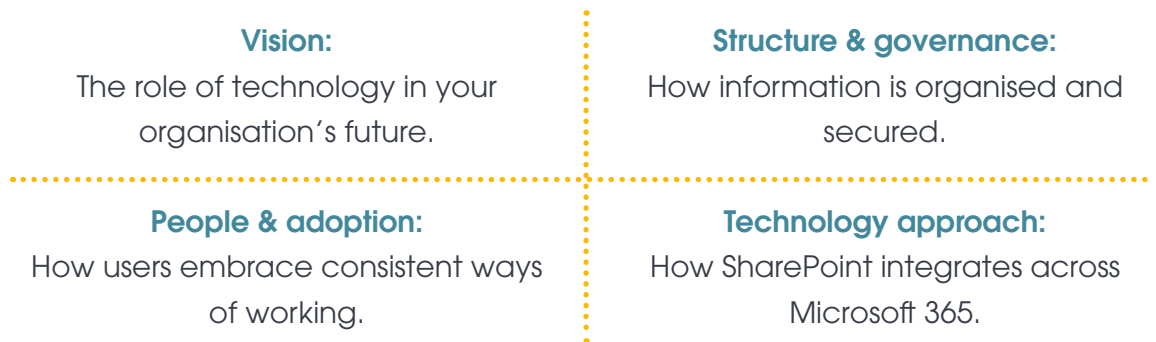 Vision:
The role of technology in your
organisation’s future.
Structure & governance:
How information is organised and
secured.
People & adoption:
How users embrace consistent ways
of working.
Technology approach:
How SharePoint integrates across
Microsoft 365.